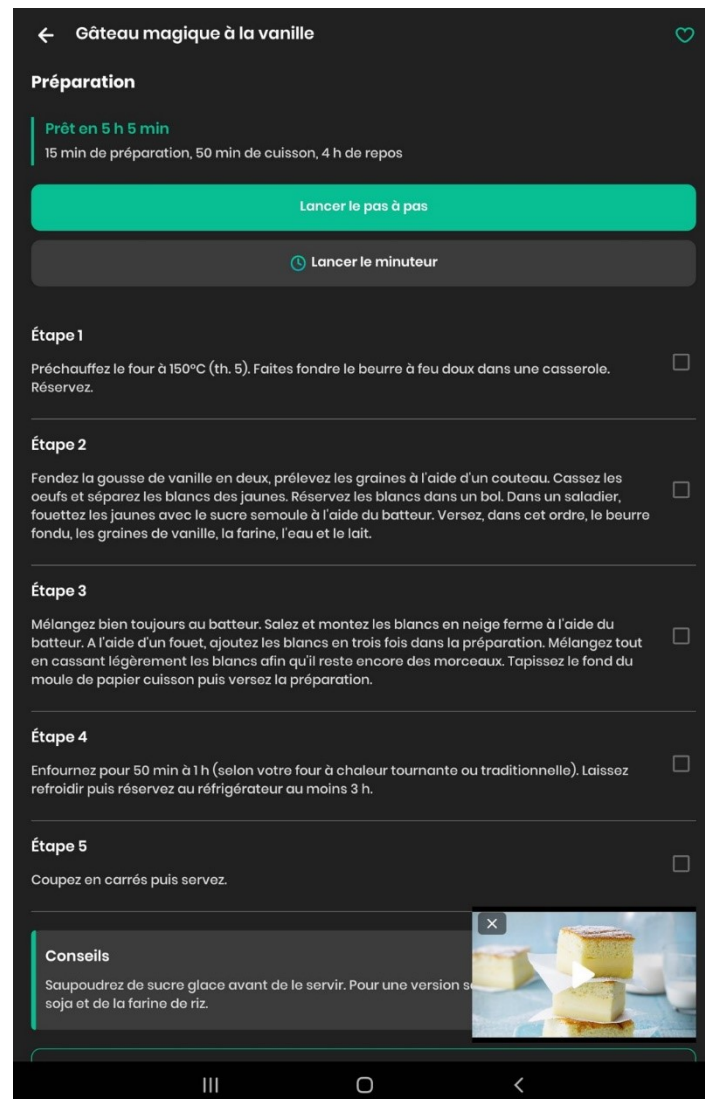 Gâteau magique à la vanille
Préparation
Prêt en 5 h 5 min
15 min de préparation, 50 min de cuisson, 4 h de repos
Lancer le pas à pas
Lancer le minuteur
Étape 1
Préchauffez le four à 150°C (th. 5). Faites fondre le beurre à feu doux dans une casserole.
Réservez.
Étape 2
Fendez la gousse de vanille en deux, prélevez les graines à l'aide d'un couteau. Cassez les
oeufs et séparez les blancs des jaunes. Réservez les blancs dans un bol. Dans un saladier,
fouettez les jaunes avec le sucre semoule à l'aide du batteur. Versez, dans cet ordre, le beurre
fondu, les graines de vanille, la farine, l'eau et le lait.
Étape 3
Mélangez bien toujours au batteur. Salez et montez les blancs en neige ferme à l'aide du
batteur. A l'aide d'un fouet, ajoutez les blancs en trois fois dans la préparation. Mélangez tout
en cassant légèrement les blancs afin qu'il reste encore des morceaux. Tapissez le fond du
moule de papier cuisson puis versez la préparation.
Étape 4
Enfournez pour 50 min à 1 h (selon votre four à chaleur tournante ou traditionnelle). Laissez
refroidir puis réservez au réfrigérateur au moins 3 h.
Étape 5
Coupez en carrés puis servez.
Conseils
Saupoudrez de sucre glace avant de le servir. Pour une version
soja et de la farine de riz.